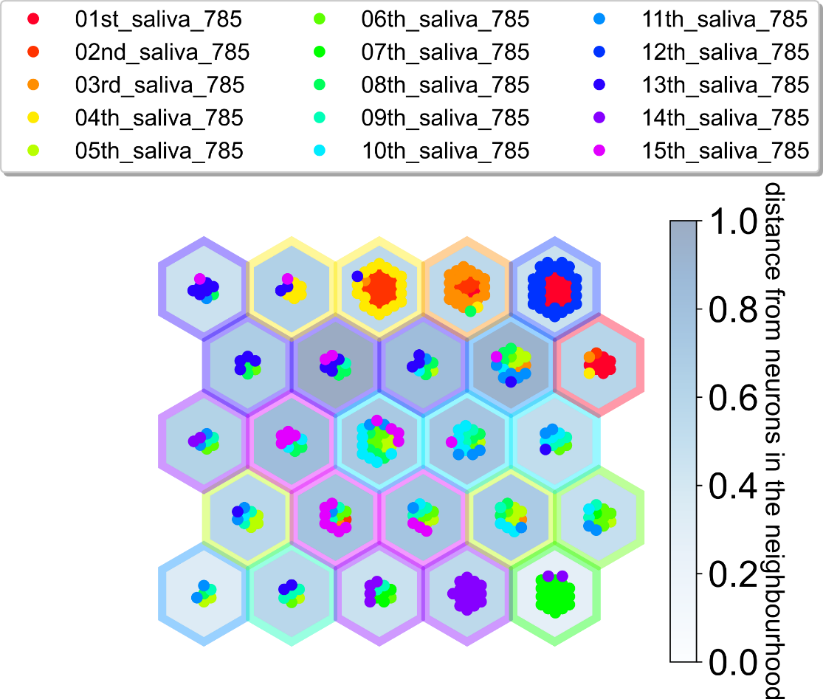 01st_saliva_785
02nd_saliva_785
03rd_saliva_785
04th_saliva_785
05th_saliva_785
06th_saliva_785
07th_saliva_785
08th_saliva_785
09th_saliva_785
10th_saliva_785
11th_saliva_785
12th_saliva_785
13th_saliva_785
14th_saliva_785
15th_saliva_785
1.0
0.8
0.6
0.4
0.2
0.0
distance from neurons in the neighbourhood